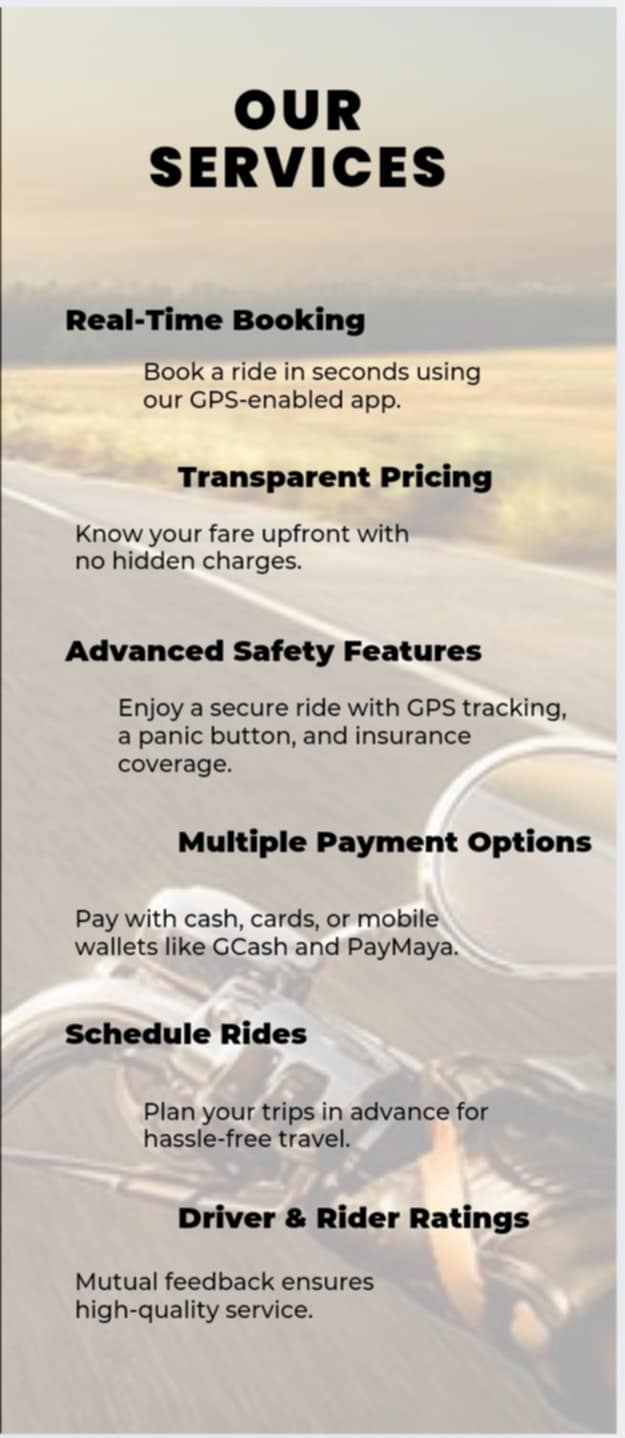 OUR
SERVICES
Real-Time Booking
Book a ride in seconds using
our GPS-enabled app.
Transparent Pricing
Know your fare upfront with
no hidden charges.
Advanced Safety Features
Enjoy a secure ride with GPS tracking,
a panic button, and insurance
coverage.
Multiple Payment Options
Pay with cash, cards, or mobile
wallets like GCash and PayMaya.
Schedule Rides
Plan your trips in advance for
hassle-free travel.
Driver & Rider Ratings
Mutual feedback ensures
high-quality service.